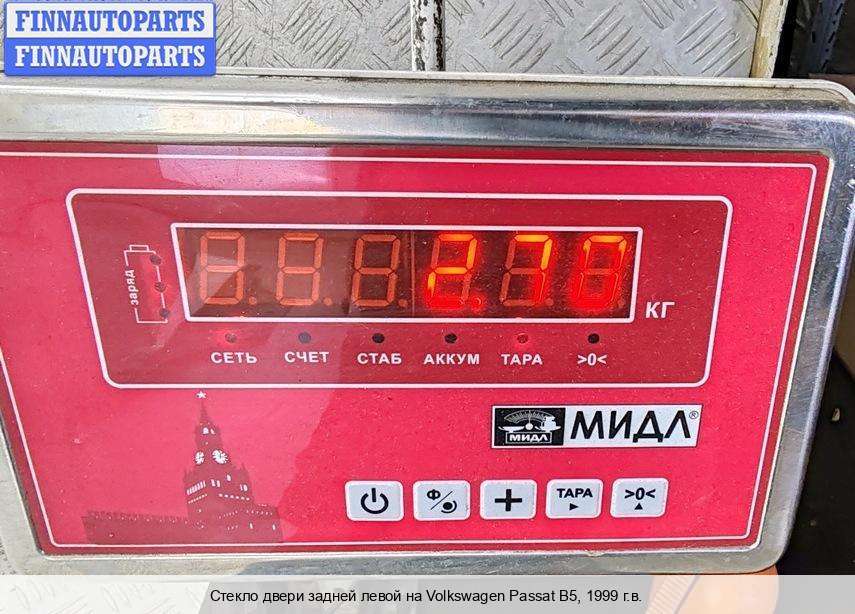 FINNAUTOPARTS
FINNAUTOPARTS
заряд
2.70
КГ
СЕТЬ СЧЕТ СТАБ АККУМ ТАРА >0<
МИДЛ МИДЛ®
Ф ТАРА >0<
Стекло двери задней левой на Volkswagen Passat B5, 1999 г.в.